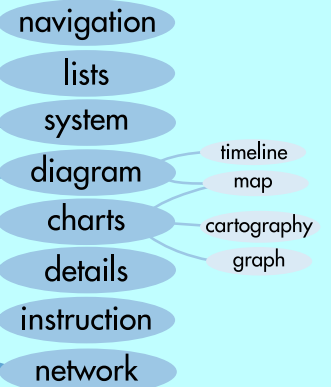 navigation
lists
system
diagram
charts
details
instruction
network
timeline
map
cartography
graph